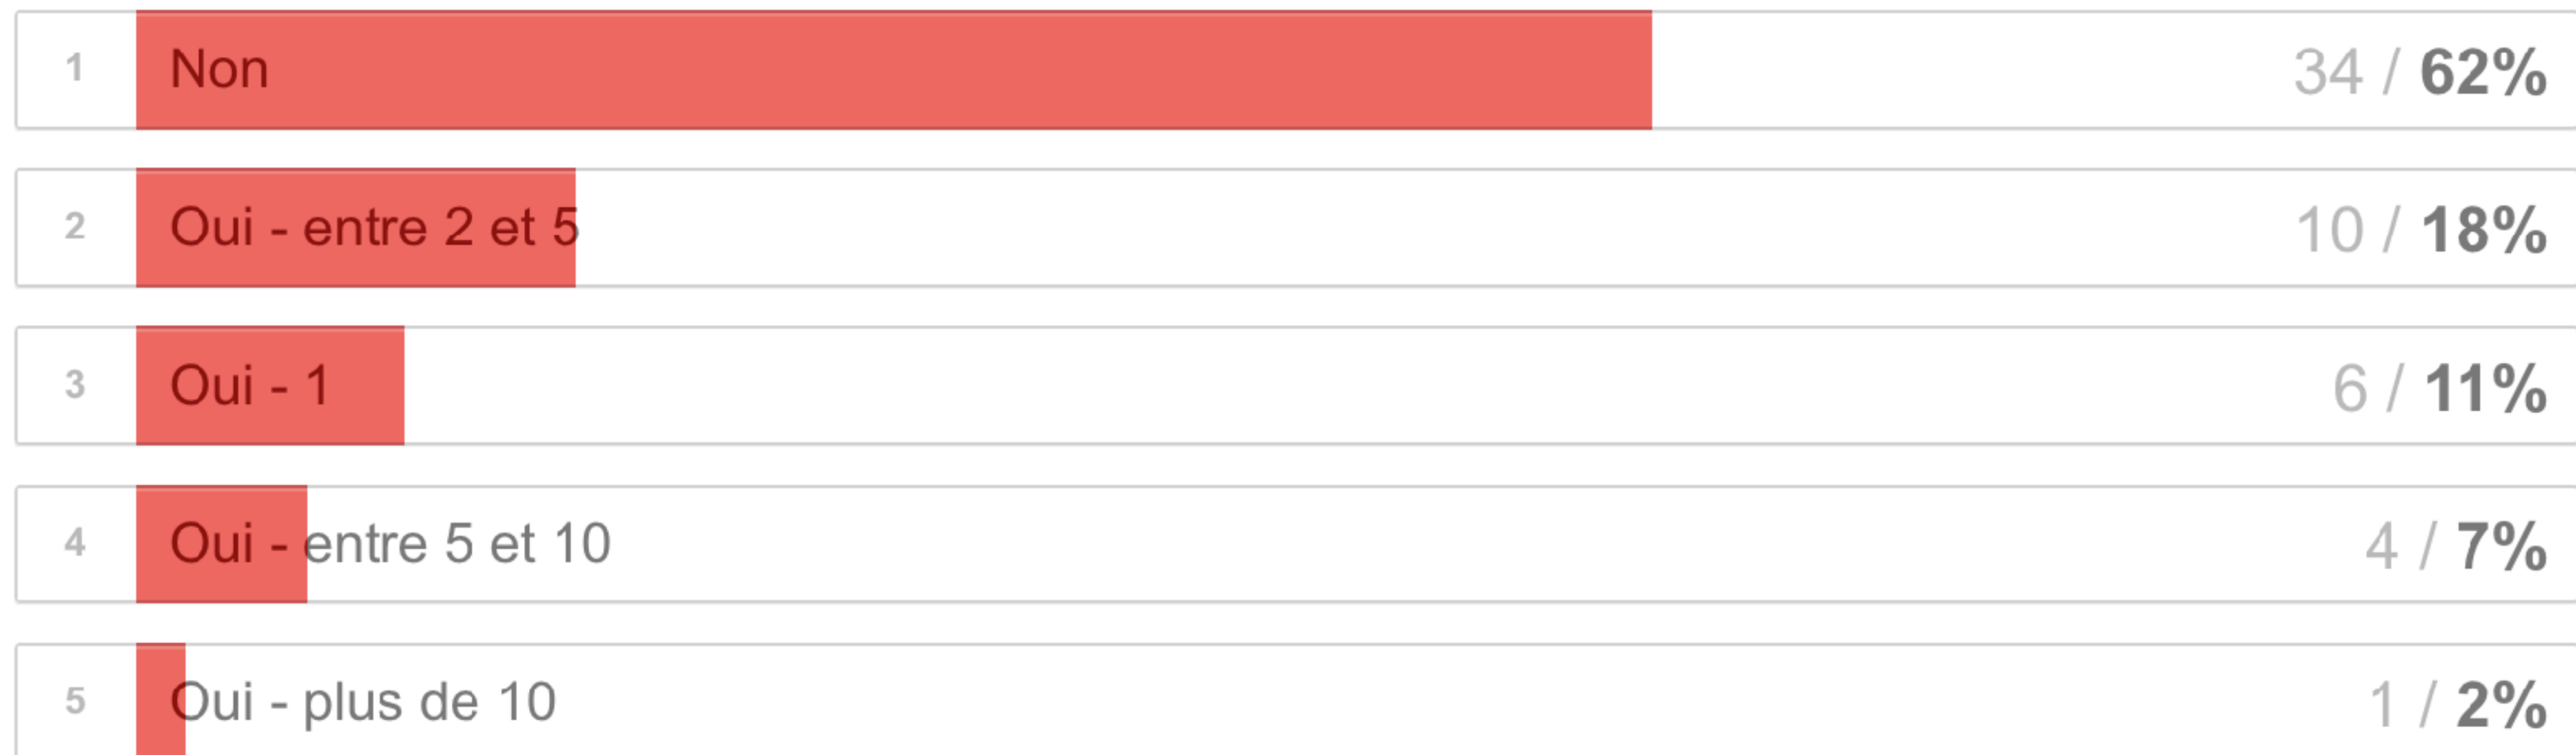 1 Non 34 / 62%
2 Oui - entre 2 et 5 10 / 18%
3 Oui - 1 6 / 11%
4 Oui - entre 5 et 10 4 / 7%
5 Oui - plus de 10 1 / 2%